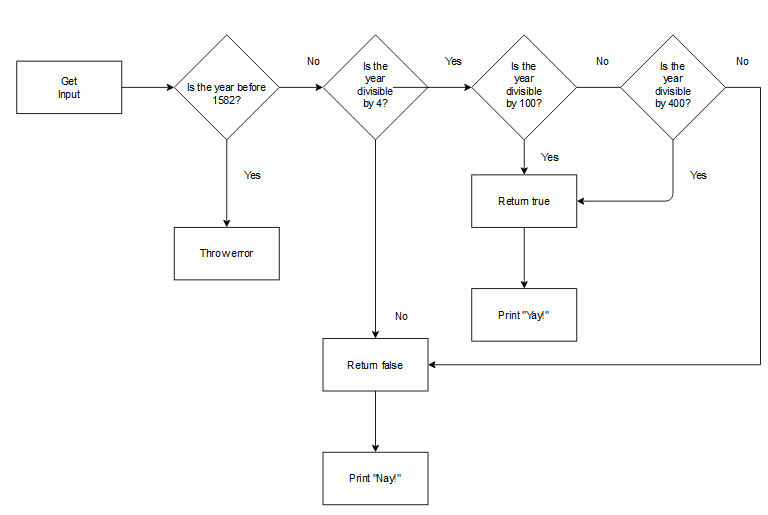 Get
Input
Is the year before
1582?
No
Is the
year
divisible
by 4?
Yes
Is the
year
divisible
by 100?
No
Is the
year
divisible
by 400?
No
Yes
Throw error
Yes
Return true
Yes
Print "Yay!"
No
Return false
Print "Nay!"